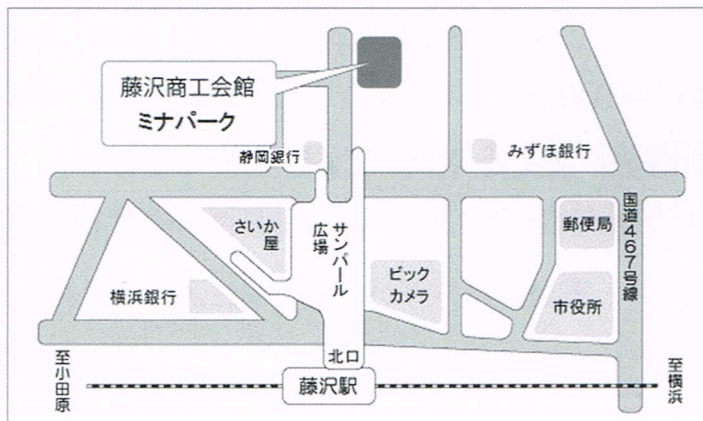 藤沢商工会館
ミナパーク
静岡銀行
みずほ銀行
さいか
屋
サンパール
広場
郵便局
国道467号線
横浜銀行
ビック
カメラ
市役所
至小田原
北口
藤沢駅
至横浜